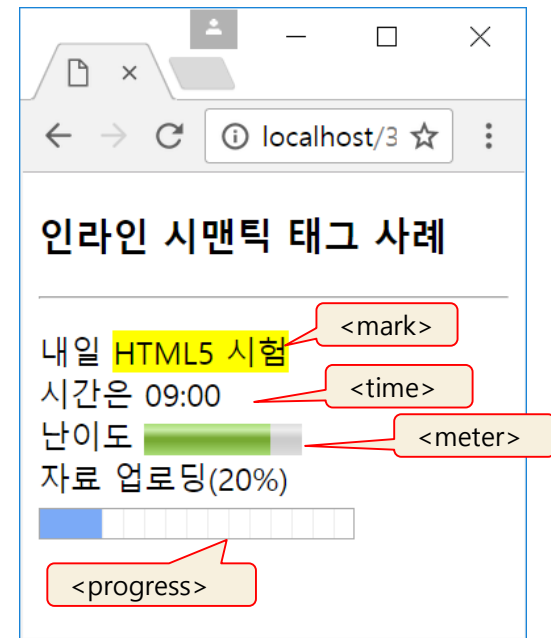 localhost/3
인라인 시맨틱 태그 사례
<mark>
내일 HTML5 시험
시간은 09:00
<time>
난이도
<meter>
자료 업로딩(20%)
<progress>